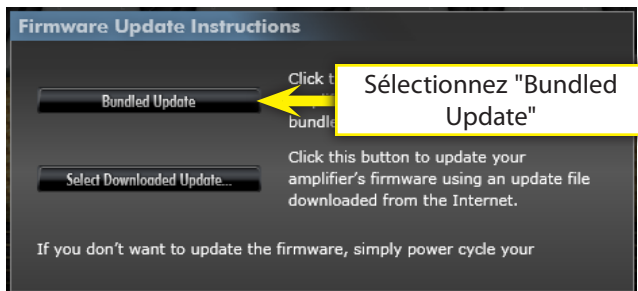 Firmware Update Instructions
Bundled Update
Click
bundle
Sélectionnez "Bundled
Update"
Select Downloaded Update...
Click this button to update your
amplifier's firmware using an update file
downloaded from the Internet.
If you don't want to update the firmware, simply power cycle your